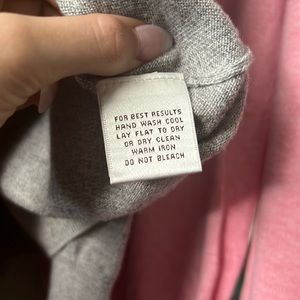 FOR BEST RESULTS
HAND WASH COOL
LAY FLAT TO DRY
OR DRY CLEAN
WARM IRON
DO NOT BLEACH